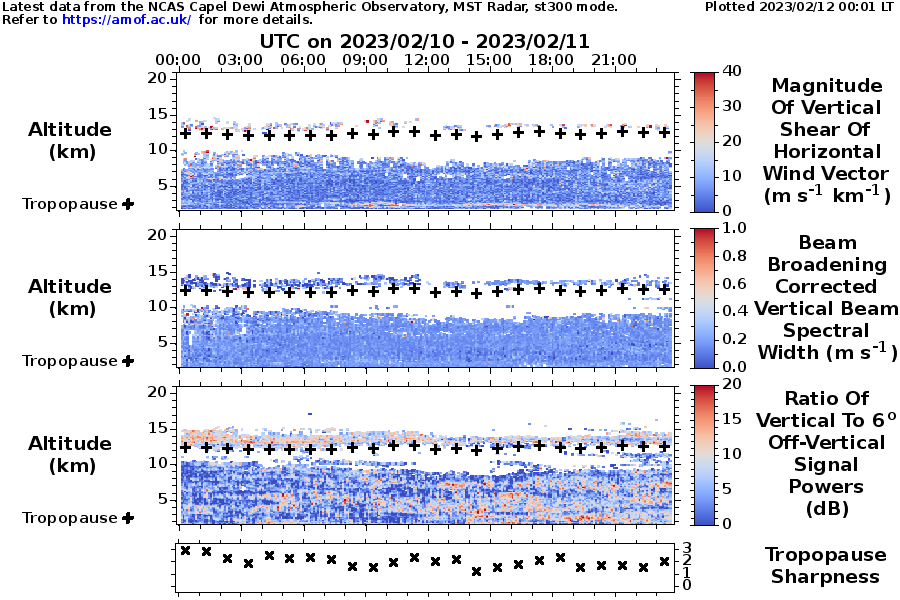 Latest data from the NCAS Capel Dewi Atmospheric Observatory, MST Radar, st300 mode.
Plotted 2023/02/12 00:01 LT
Refer to https://amof.ac.uk/ for more details.
UTC on 2023/02/10 - 2023/02/11
00:00 03:00 06:00 09:00 12:00 15:00 18:00 21:00
20
15
10
5
Altitude
(km)
Tropopause
40
30
20
10
0
Magnitude
Of Vertical
Shear Of
Horizontal
Wind Vector
(m s-1 km-1)
20
15
10
5
Altitude
(km)
Tropopause
1.0
0.8
0.6
0.4
0.2
0.0
Beam
Broadening
Corrected
Vertical Beam
Spectral
Width (m s-1)
20
15
10
5
Altitude
(km)
Tropopause
20
15
10
5
0
Ratio Of
Vertical To 6o
Off-Vertical
Signal
Powers
(dB)
3
2
1
0
Tropopause
Sharpness